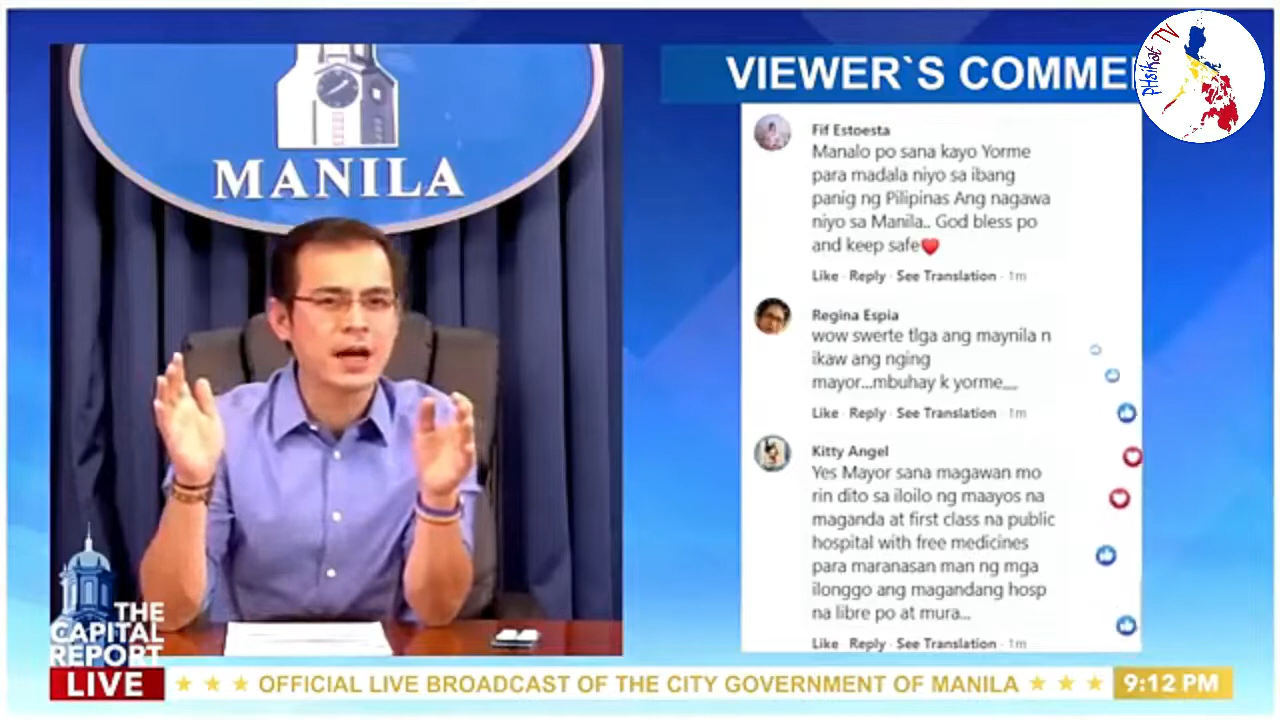 MANILA
THE
CAPITAL
REPORT
LIVE
VIEWER`S COMME
PHsikat TV
Fif Estoesta
Manalo po sana kayo Yorme
para madala niyo sa ibang
panig ng Pilipinas Ang nagawa
niyo sa Manila.. God bless po
and keep safe❤️
Like · Reply · See Translation · 1m
Regina Espia
wow swerte tlga ang maynila n
ikaw ang nging
mayor...mbuhay k yorme,,,,
Like · Reply · See Translation · 1m
Kitty Angel
Yes Mayor sana magawan mo
rin dito sa iloilo ng maayos na
maganda at first class na public
hospital with free medicines
para maranasan man ng mga
ilonggo ang magandang hosp
na libre po at mura...
Like · Reply · See Translation · 1m
★ ★ ★ OFFICIAL LIVE BROADCAST OF THE CITY GOVERNMENT OF MANILA ★ ★ ★
9:12 PM